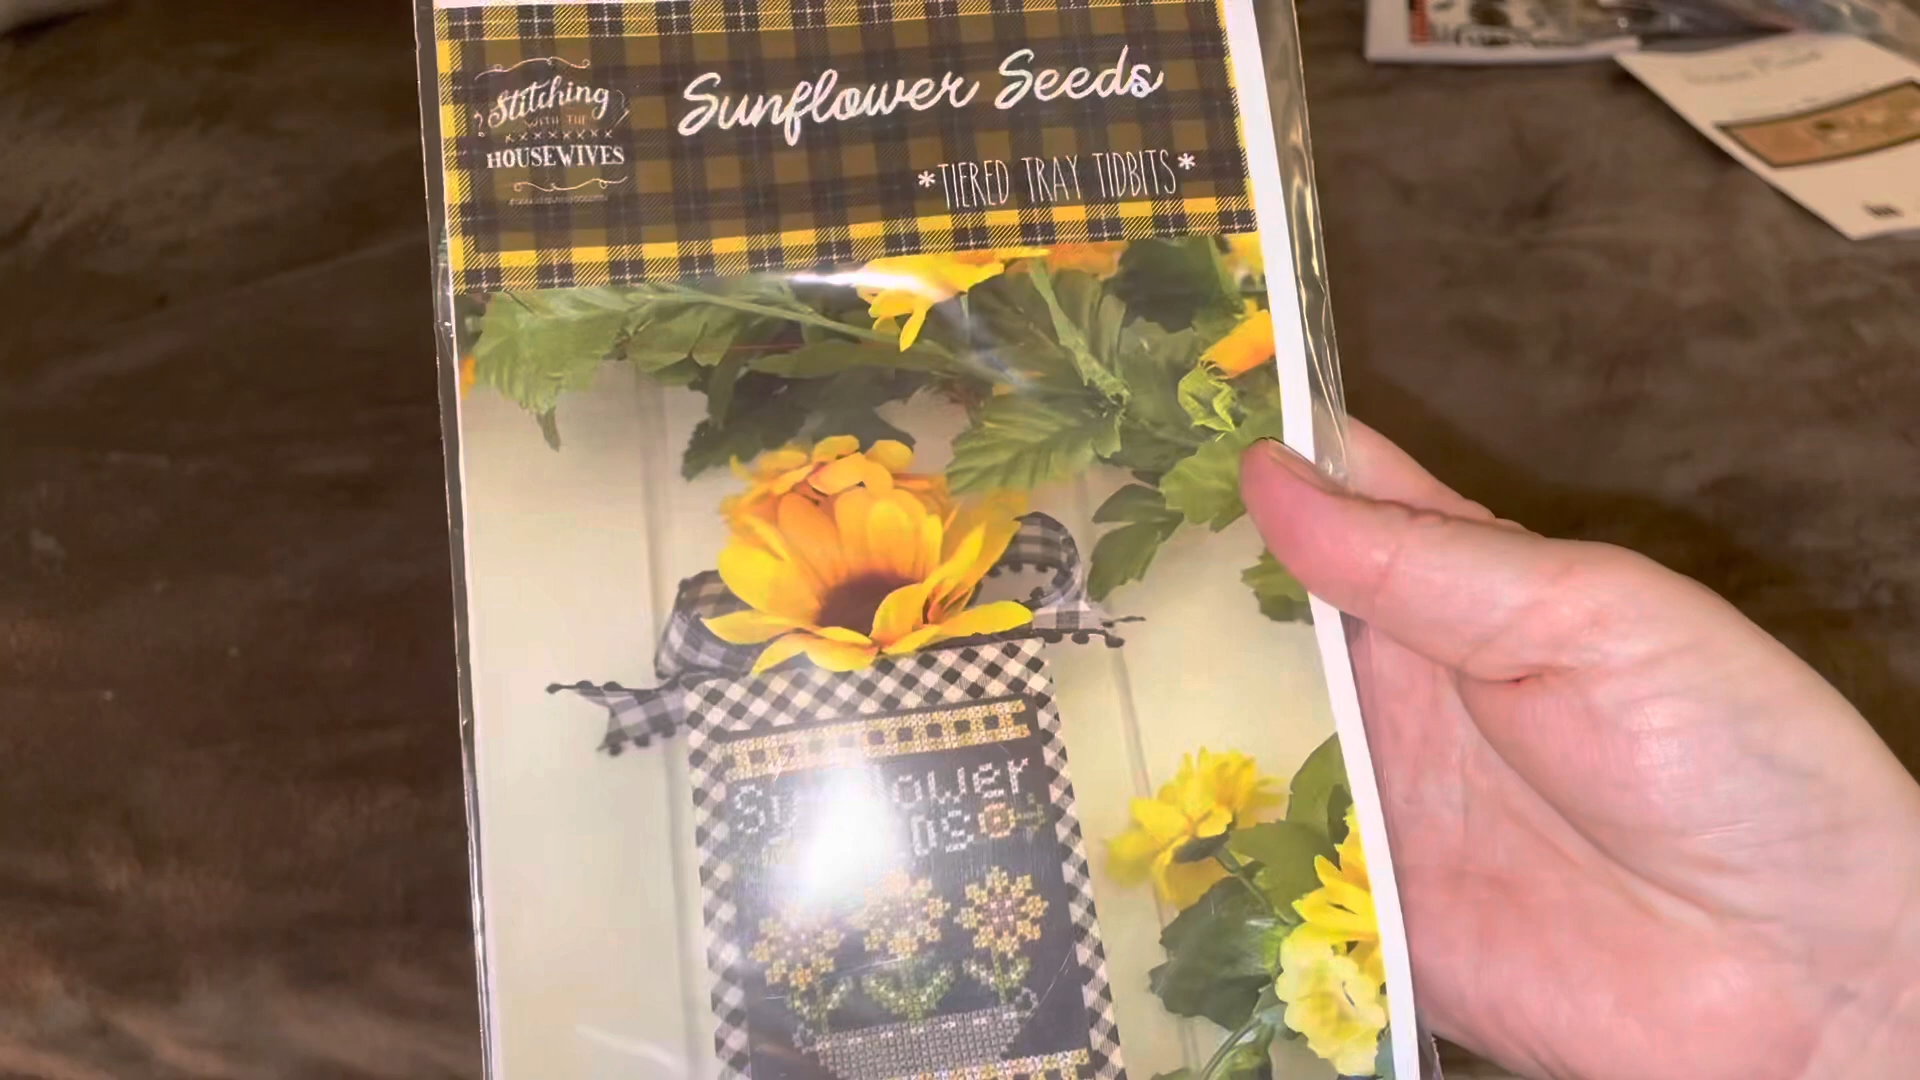 Stitching
WITH THE
HOUSEWIVES
Sunflower Seeds
*TIERED TRAY TIDBITS*